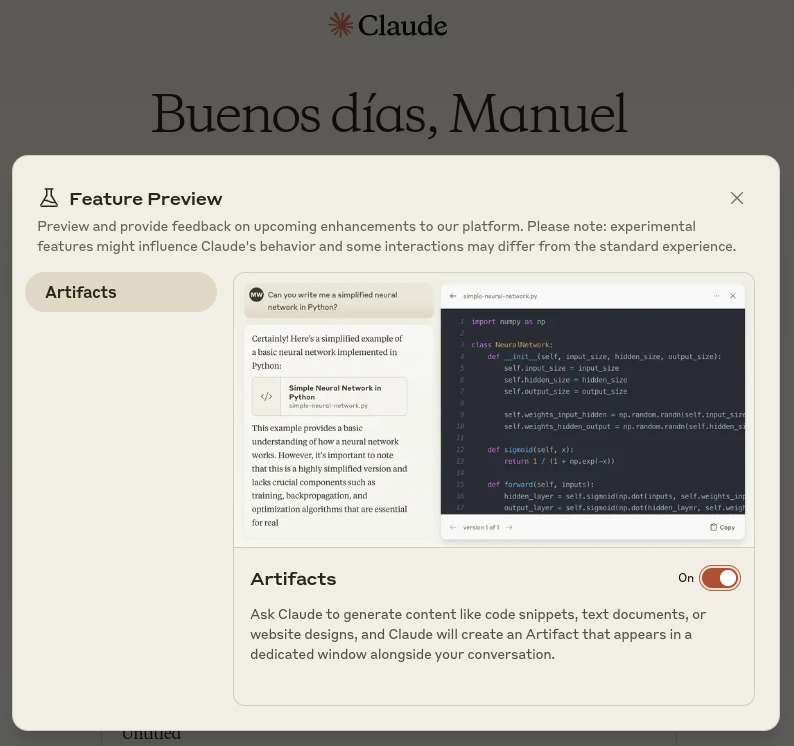 Claude
Buenos días, Manuel
Feature Preview
Preview and provide feedback on upcoming enhancements to our platform. Please note: experimental
features might influence Claude's behavior and some interactions may differ from the standard experience.
Artifacts
MW
Can you write me a simplified neural
network in Python?
Certainly! Here's a simplified example of
a basic neural network implemented in
Python:
</>
Simple Neural Network in
Python
simple-neural-network.py
This example provides a basic
understanding of how a neural network
works. However, it's important to note
that this is a highly simplified version and
lacks crucial components such as
training, backpropagation, and
optimization algorithms that are essential
for real
simple-neural-network.py
1 import numpy as np
2
3 class NeuralNetwork:
4 def __init__(self, input_size, hidden_size, output_size):
5 self.input_size = input_size
6 self.hidden_size = hidden_size
7 self.output_size = output_size
8
9 self.weights_input_hidden = np.random.randn(self.input_size
10 self.weights_hidden_output = np.random.randn(self.hidden_si
11
12 def sigmoid(self, x):
13 return 1 / (1 + np.exp(-x))
14
15 def forward(self, inputs):
16 hidden_layer = self.sigmoid(np.dot(inputs, self.weights_inp
17 output_layer = self.sigmoid(np.dot(hidden_layer, self.weigh
version 1 of 1
Copy
Artifacts
On
Ask Claude to generate content like code snippets, text documents, or
website designs, and Claude will create an Artifact that appears in a
dedicated window alongside your conversation.
Untitled